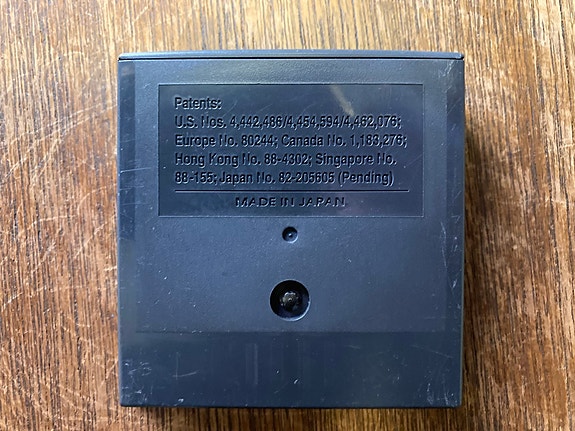 Patents:
U.S. Nos. 4,442,486/4,454,594/4,462,076;
Europe No. 80244; Canada No. 1,183,276;
Hong Kong No. 88-4302; Singapore No.
88-155; Japan No. 82-205605 (Pending)
MADE IN JAPAN